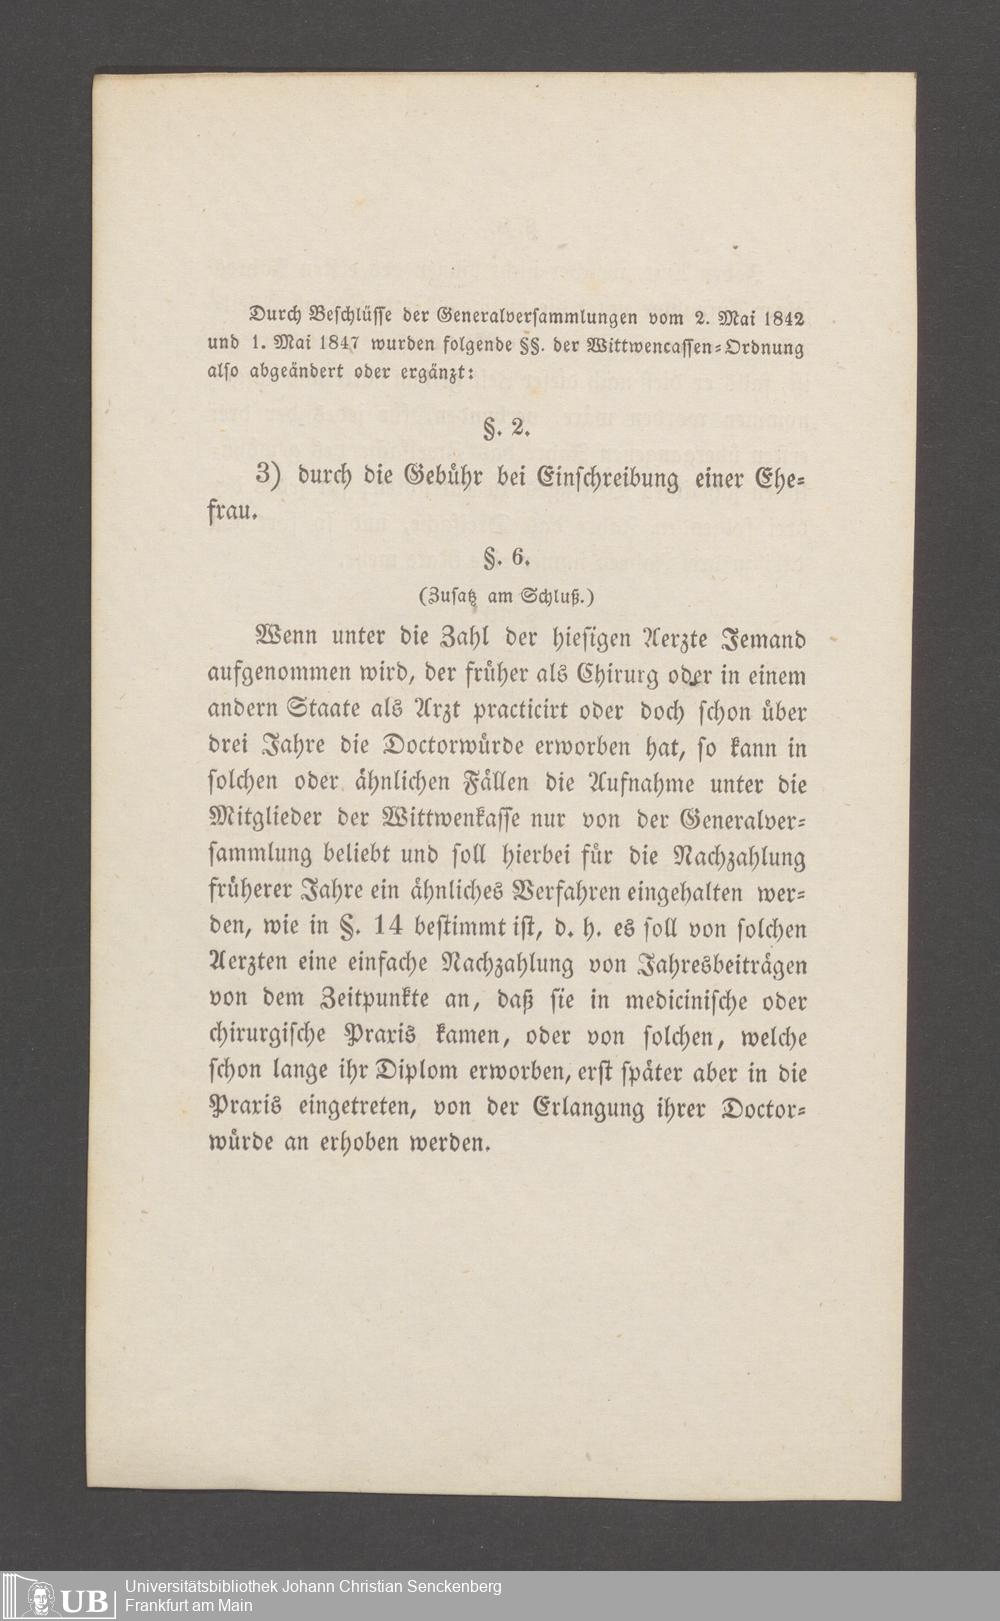 Durch Beschlüsse der Generalversammlungen vom 2. Mai 1842
und 1. Mai 1847 wurden folgende §§. der Wittwencassen-Ordnung
also abgeändert oder ergänzt:
§. 2.
3) durch die Gebühr bei Einschreibung einer Ehe-
frau.
§. 6.
(Zusatz am Schluß.)
Wenn unter die Zahl der hiesigen Aerzte Jemand
aufgenommen wird, der früher als Chirurg oder in einem
andern Staate als Arzt practicirt oder doch schon über
drei Jahre die Doctorwürde erworben hat, so kann in
solchen oder ähnlichen Fällen die Aufnahme unter die
Mitglieder der Wittwenkasse nur von der Generalver-
sammlung beliebt und soll hierbei für die Nachzahlung
früherer Jahre ein ähnliches Verfahren eingehalten wer-
den, wie in §. 14 bestimmt ist, d. h. es soll von solchen
Aerzten eine einfache Nachzahlung von Jahresbeiträgen
von dem Zeitpunkte an, daß sie in medicinische oder
chirurgische Praxis kamen, oder von solchen, welche
schon lange ihr Diplom erworben, erst später aber in die
Praxis eingetreten, von der Erlangung ihrer Doctor-
würde an erhoben werden.
UB
Universitätsbibliothek Johann Christian Senckenberg
Frankfurt am Main